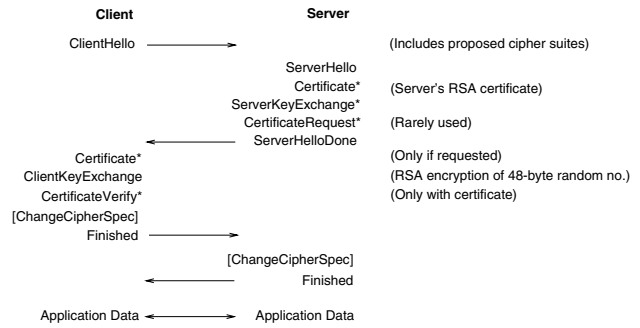 Client Server
ClientHello (Includes proposed cipher suites)
ServerHello
Certificate* (Server's RSA certificate)
ServerKeyExchange*
CertificateRequest* (Rarely used)
ServerHelloDone
Certificate* (Only if requested)
ClientKeyExchange (RSA encryption of 48-byte random no.)
CertificateVerify* (Only with certificate)
[ChangeCipherSpec]
Finished
[ChangeCipherSpec]
Finished
Application Data Application Data